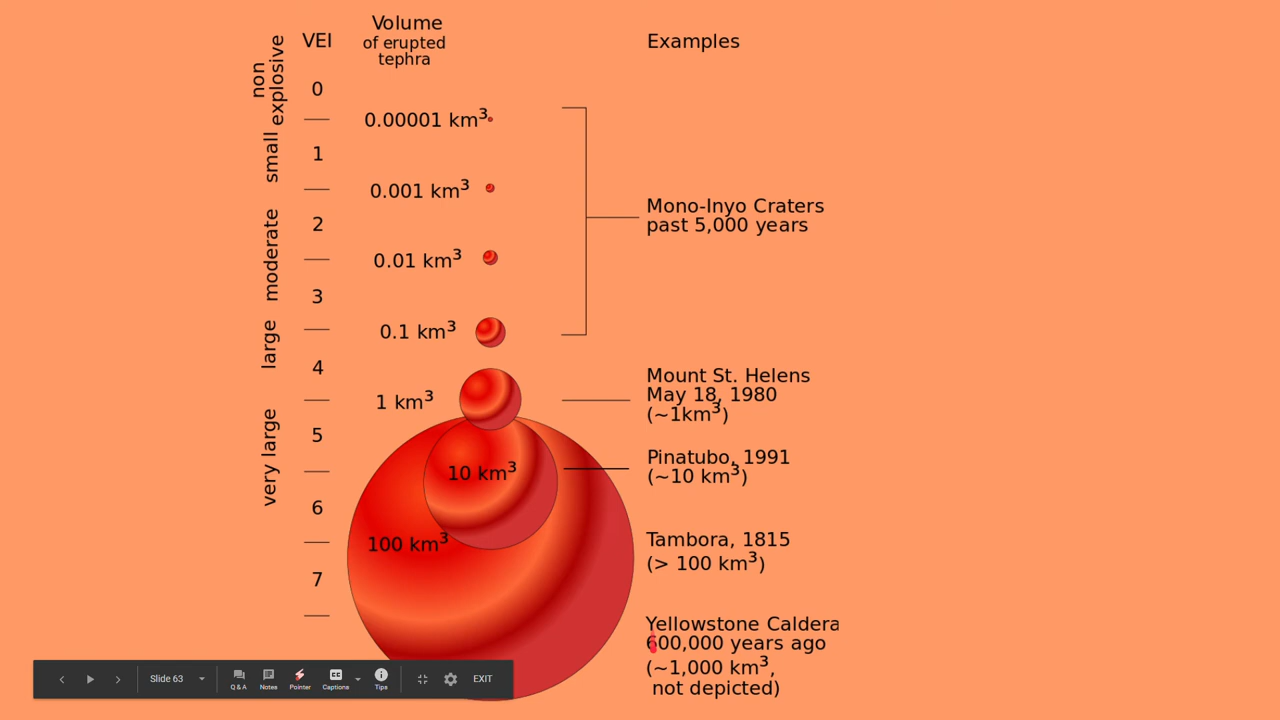 Volume
of erupted
tephra
VEI
Examples
non
explosive
small
moderate
large
very large
0
1
2
3
4
5
6
7
0.00001 km³
0.001 km³
0.01 km³
0.1 km³
1 km³
10 km³
100 km³
Mono-Inyo Craters
past 5,000 years
Mount St. Helens
May 18, 1980
(~1km³)
Pinatubo, 1991
(~10 km³)
Tambora, 1815
(> 100 km³)
Yellowstone Caldera
600,000 years ago
(~1,000 km³,
not depicted)
Slide 63
Q & A
Notes
Pointer
CC
Captions
Tips
EXIT